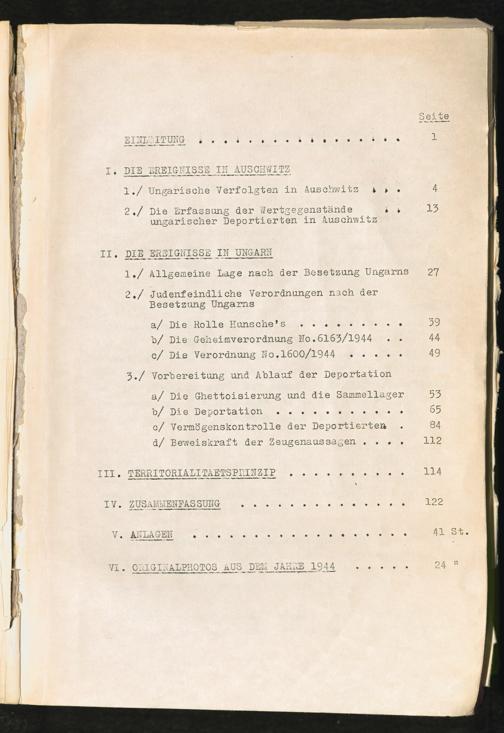 Seite
EINLEITUNG . . . . . . . . . . . . . . . . . 1
I. DIE EREIGNISSE IN AUSCHWITZ
1./ Ungarische Verfolgten in Auschwitz . . . 4
2./ Die Erfassung der Wertgegenstände . . 13
ungarischer Deportierten in Auschwitz
II. DIE EREIGNISSE IN UNGARN
1./ Allgemeine Lage nach der Besetzung Ungarns 27
2./ Judenfeindliche Verordnungen nach der
Besetzung Ungarns
a/ Die Rolle Hunsche's . . . . . . . . . 39
b/ Die Geheimverordnung No.6163/1944 . . 44
c/ Die Verordnung No.1600/1944 . . . . . 49
3./ Vorbereitung und Ablauf der Deportation
a/ Die Ghettoisierung und die Sammellager 53
b/ Die Deportation . . . . . . . . . . . 65
c/ Vermögenskontrolle der Deportierten . 84
d/ Beweiskraft der Zeugenaussagen . . . . 112
III. TERRITORIALITAETSPRINZIP . . . . . . . . . 114
IV. ZUSAMMENFASSUNG . . . . . . . . . . . . . 122
V. ANLAGEN . . . . . . . . . . . . . . . . . 41 St.
VI. ORIGINALPHOTOS AUS DEM JAHRE 1944 . . . . . 24 "